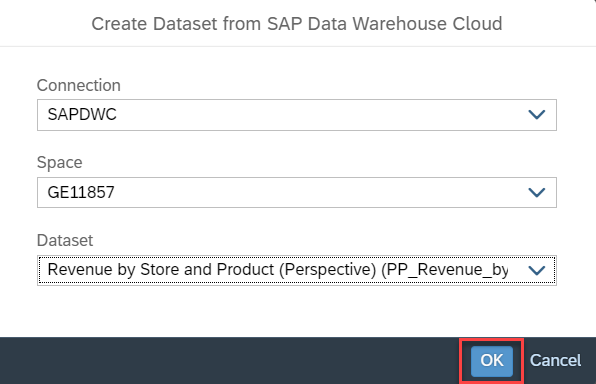 Create Dataset from SAP Data Warehouse Cloud
Connection
SAPDWC
Space
GE11857
Dataset
Revenue by Store and Product (Perspective) (PP_Revenue_by
OK Cancel